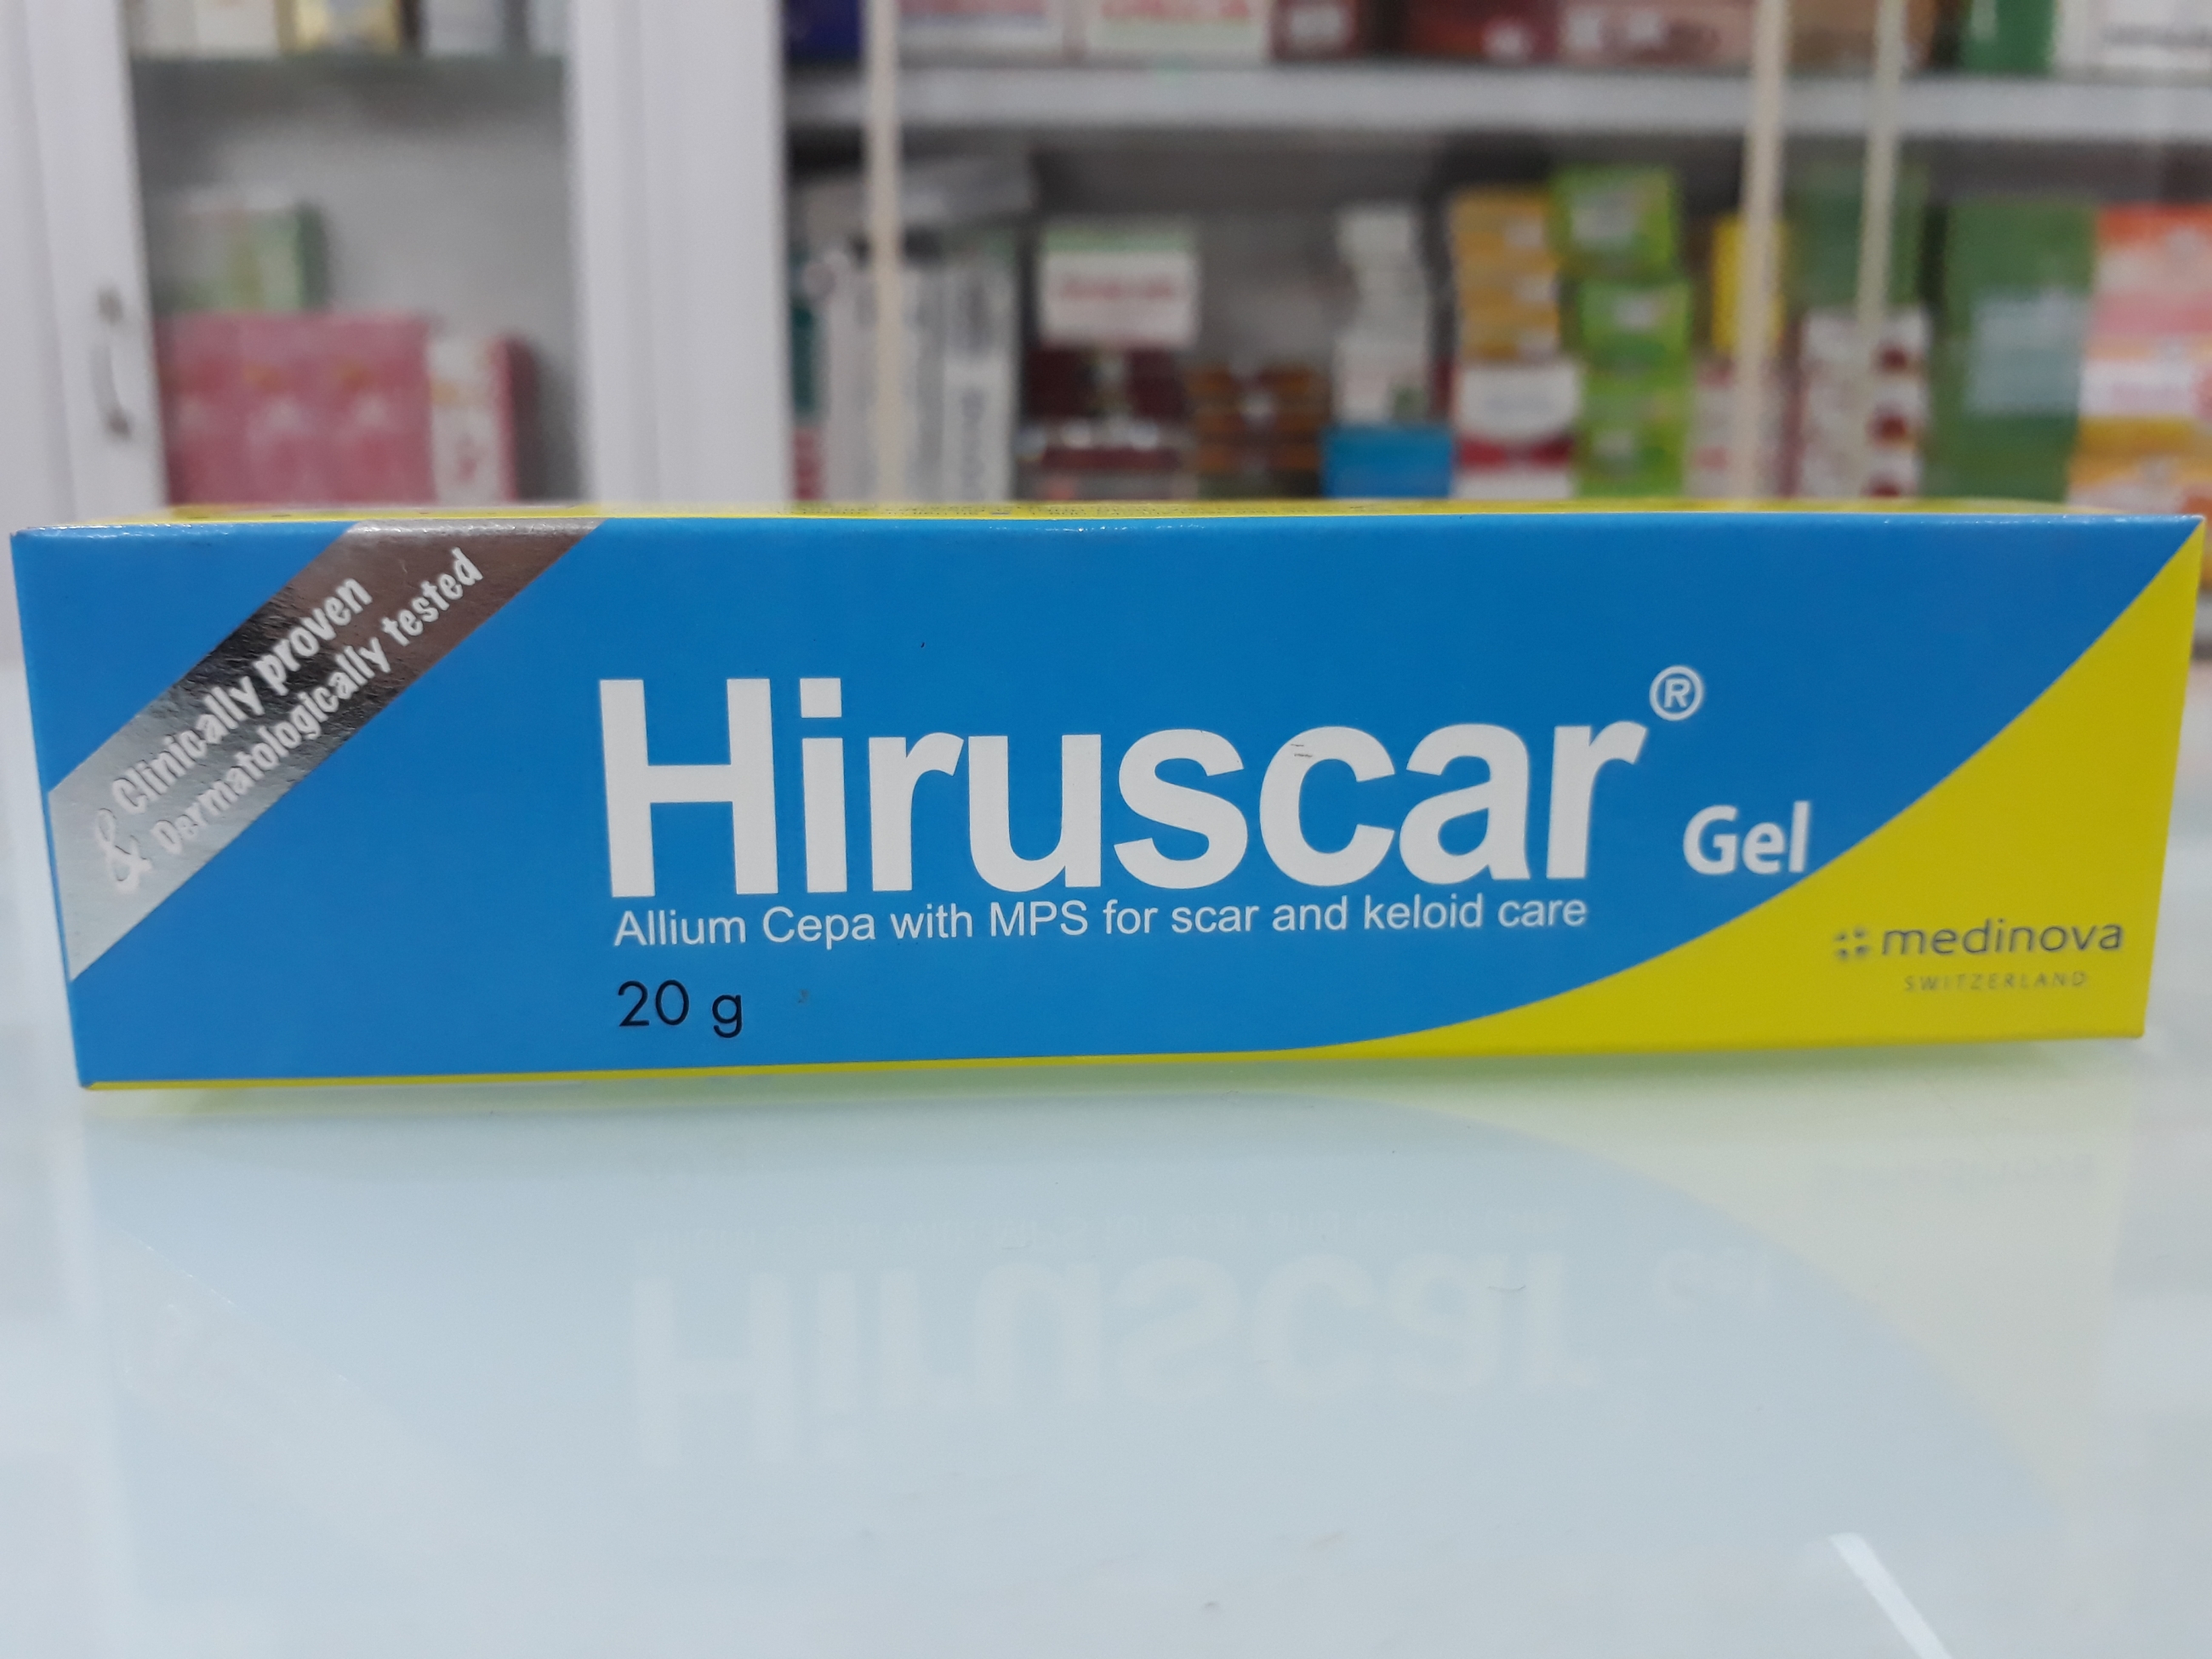 Clinically proven
& Dermatologically tested
Hiruscar® Gel
Allium Cepa with MPS for scar and keloid care
20 g
medinova
SWITZERLAND